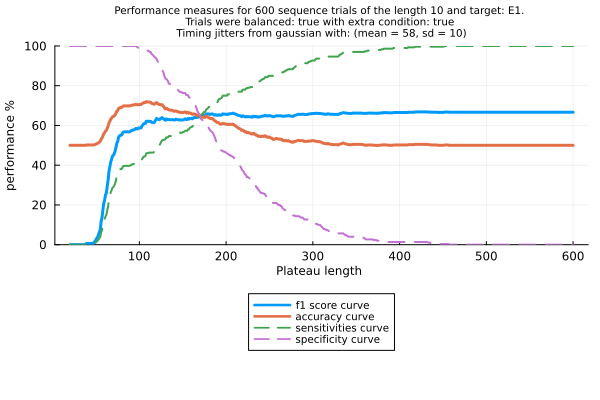 Performance measures for 600 sequence trials of the length 10 and target: E1.
Trials were balanced: true with extra condition: true
Timing jitters from gaussian with: (mean = 58, sd = 10)
100
80
60
40
20
0
performance %
100 200 300 400 500 600
Plateau length
f1 score curve
accuracy curve
sensitivities curve
specificity curve